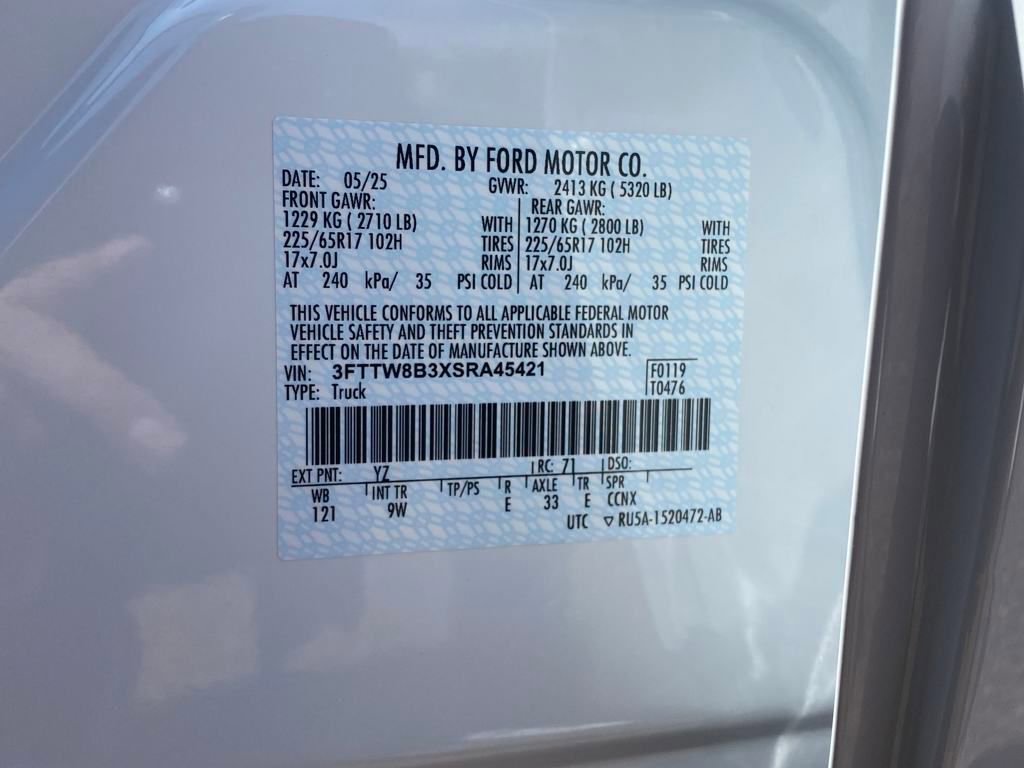 MFD. BY FORD MOTOR CO.
DATE: 05/25 GVWR: 2413 KG ( 5320 LB)
FRONT GAWR: REAR GAWR:
1229 KG ( 2710 LB) WITH 1270 KG ( 2800 LB) WITH
225/65R17 102H TIRES 225/65R17 102H TIRES
17x7.0J RIMS 17x7.0J RIMS
AT 240 kPa/ 35 PSI COLD AT 240 kPa/ 35 PSI COLD
THIS VEHICLE CONFORMS TO ALL APPLICABLE FEDERAL MOTOR
VEHICLE SAFETY AND THEFT PREVENTION STANDARDS IN
EFFECT ON THE DATE OF MANUFACTURE SHOWN ABOVE.
VIN: 3FTTW8B3XSRA45421 F0119
TYPE: Truck T0476
EXT PNT: YZ RC: 71 DSO:
WB INT TR TP/PS R AXLE TR SPR
121 9W E 33 E CCNX
UTC ▽ RU5A-1520472-AB